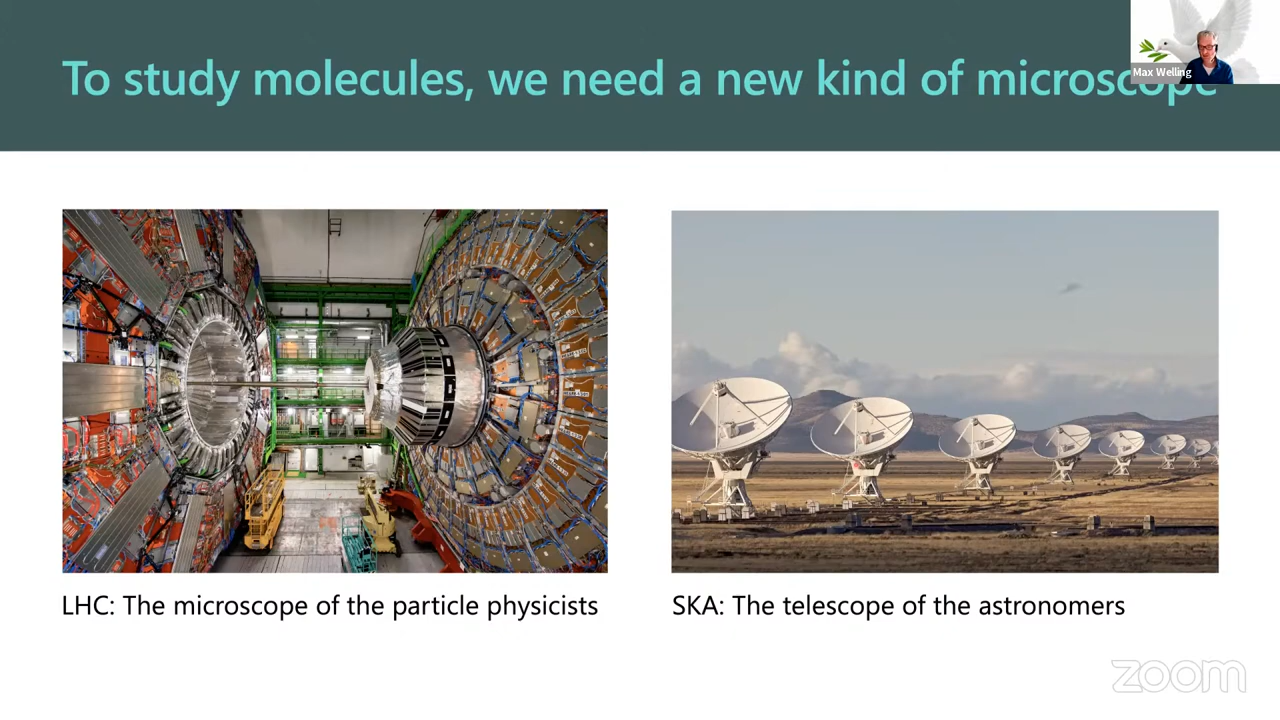 To study molecules, we need a new kind of microscope
Max Welling
LHC: The microscope of the particle physicists
SKA: The telescope of the astronomers
zoom